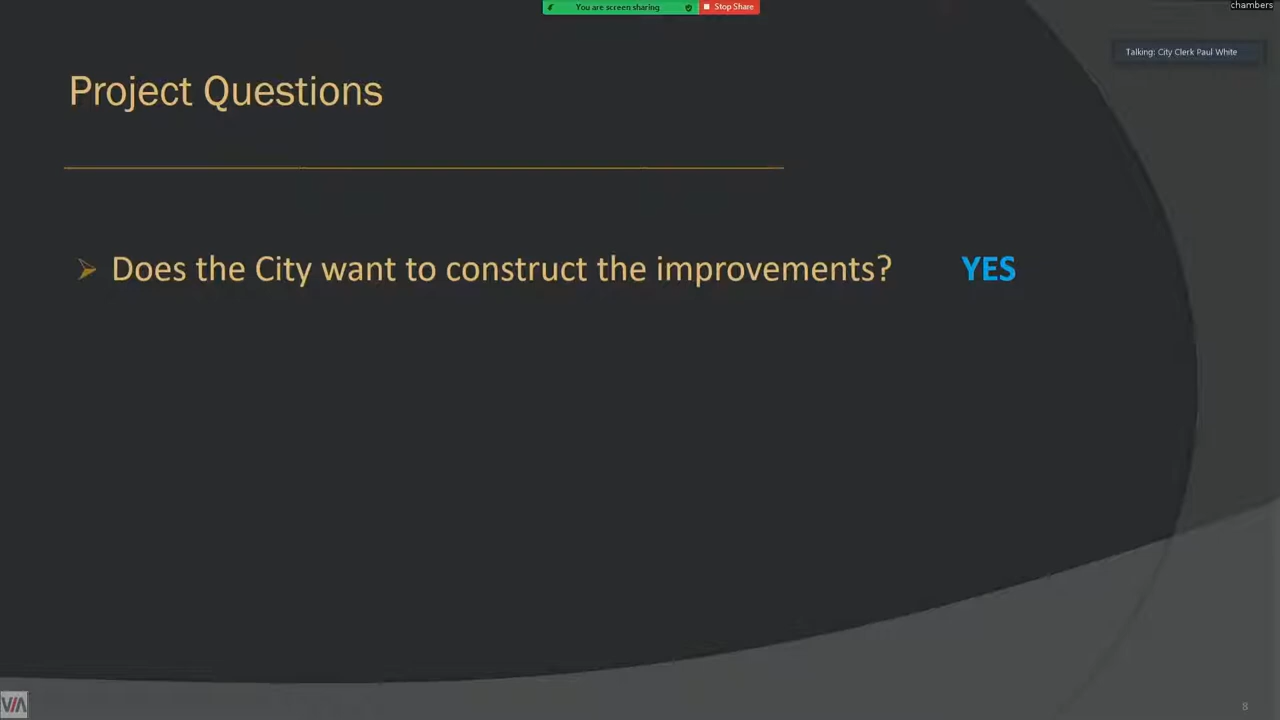 You are screen sharing
Stop Share
chambers
Talking: City Clerk Paul White
Project Questions
Does the City want to construct the improvements? YES
VIA
8